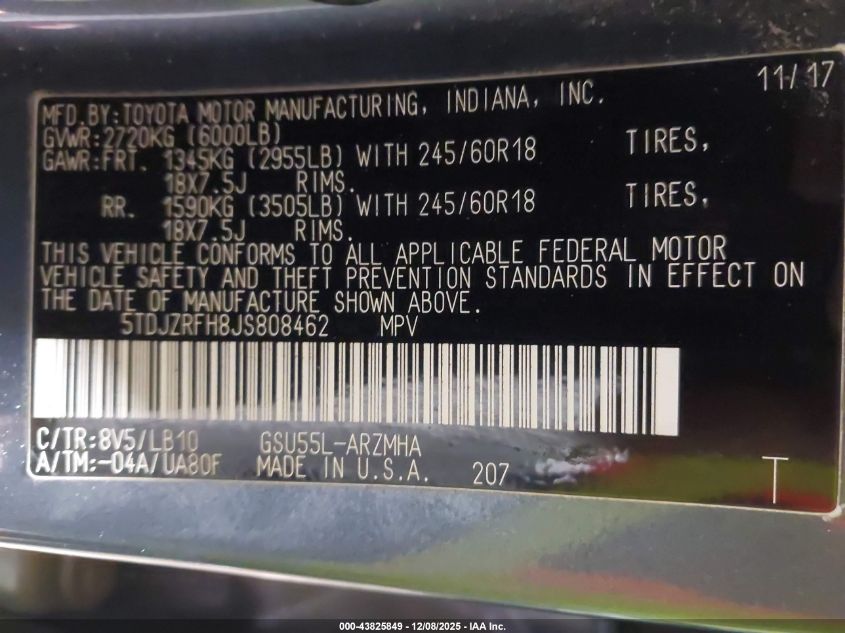 11/17
MFD.BY:TOYOTA MOTOR MANUFACTURING, INDIANA, INC.
GVWR:2720KG (6000LB)
GAWR:FRT. 1345KG (2955LB) WITH 245/60R18 TIRES,
18X7.5J RIMS.
RR. 1590KG (3505LB) WITH 245/60R18 TIRES,
18X7.5J RIMS.
THIS VEHICLE CONFORMS TO ALL APPLICABLE FEDERAL MOTOR
VEHICLE SAFETY AND THEFT PREVENTION STANDARDS IN EFFECT ON
THE DATE OF MANUFACTURE SHOWN ABOVE.
5TDJZRFH8JS808462 MPV
C/TR:8V5/LB10 GSU55L-ARZMHA
A/TM:-04A/UA80F MADE IN U.S.A. 207 T
000-43825849 - 12/08/2025 - IAA Inc.